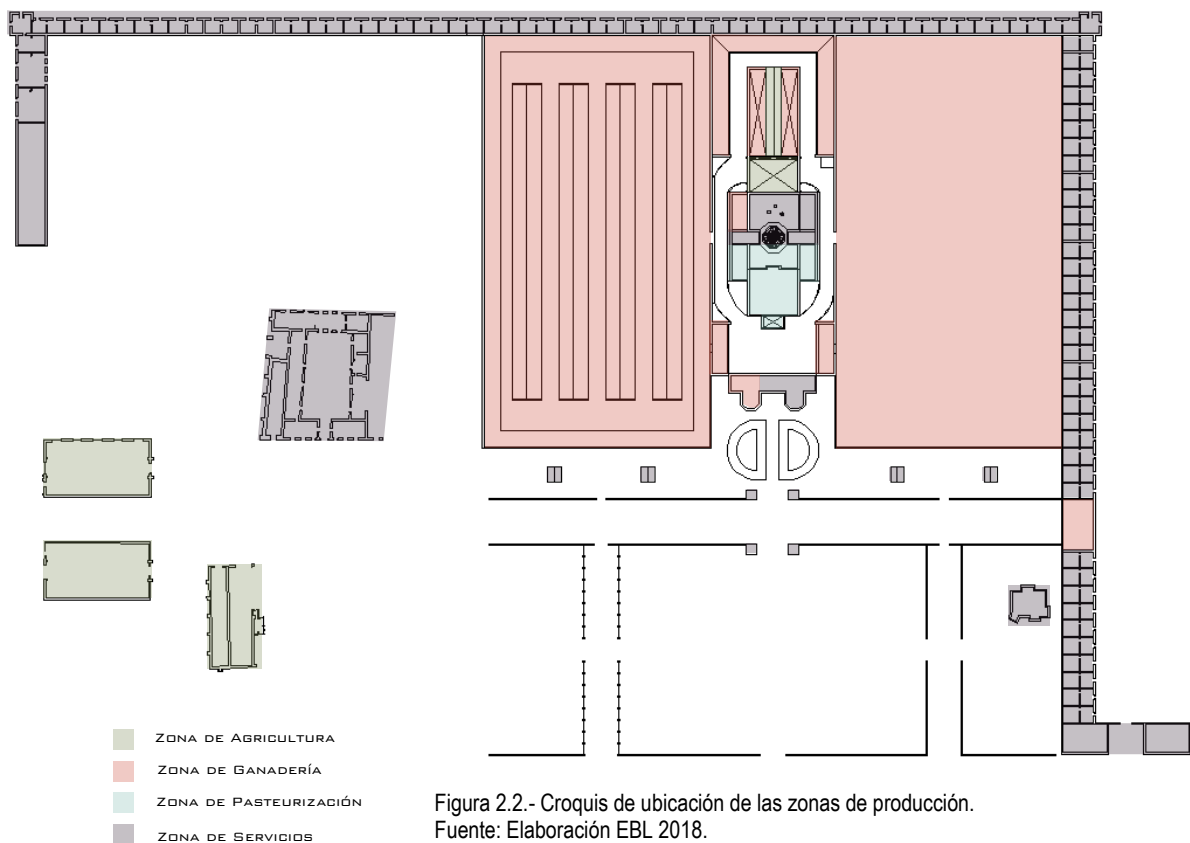 ZONA DE AGRICULTURA
ZONA DE GANADERÍA
ZONA DE PASTEURIZACIÓN
ZONA DE SERVICIOS
Figura 2.2.- Croquis de ubicación de las zonas de producción.
Fuente: Elaboración EBL 2018.